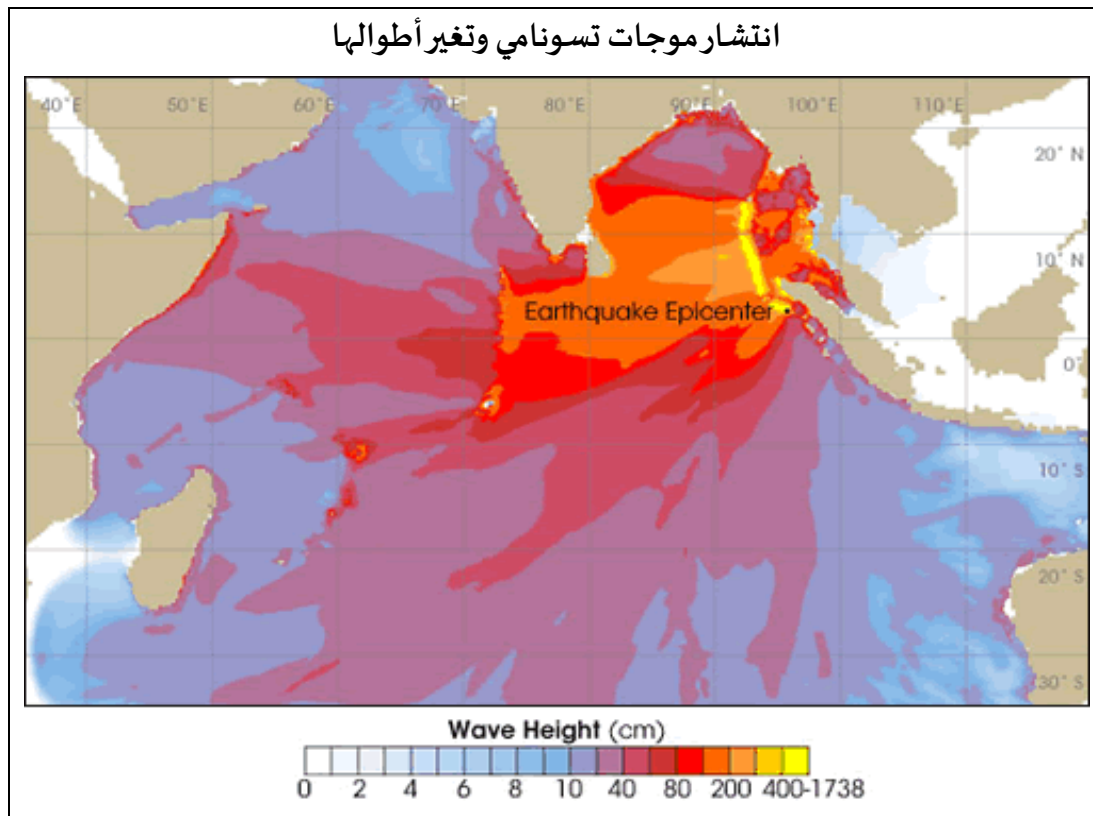 انتشار موجات تسونامي وتغير أطوالها
40°E 50°E 60°E 70°E 80°E 90°E 100°E 110°E
20° N
10° N
Earthquake Epicenter
0°
10° S
20° S
30° S
Wave Height (cm)
0 2 4 6 8 10 40 80 200 400-1738